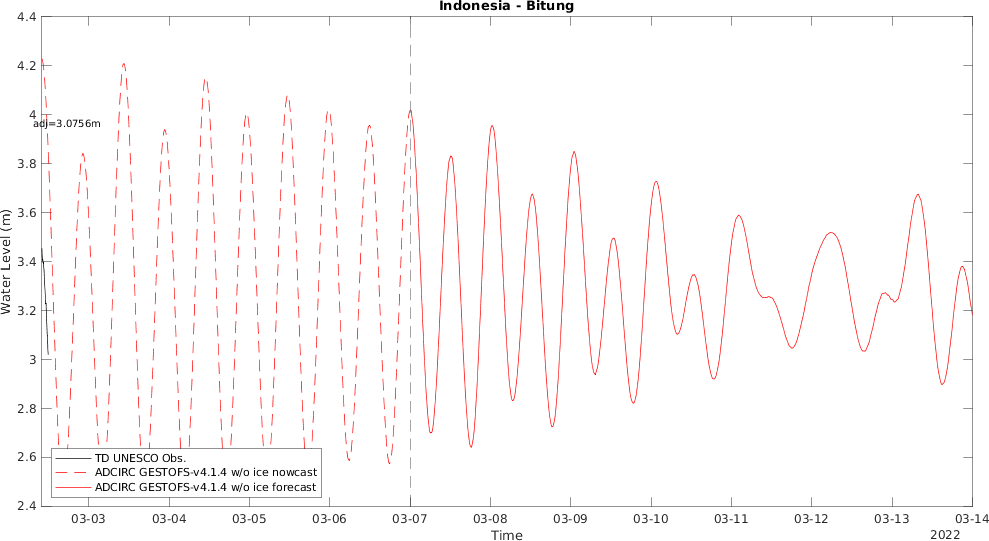 Indonesia - Bitung
4.4
4.2
4
3.8
3.6
3.4
3.2
3
2.8
2.6
2.4
Water Level (m)
adj=3.0756m
TD UNESCO Obs.
ADCIRC GESTOFS-v4.1.4 w/o ice nowcast
ADCIRC GESTOFS-v4.1.4 w/o ice forecast
03-03 03-04 03-05 03-06 03-07 03-08 03-09 03-10 03-11 03-12 03-13 03-14
Time
2022